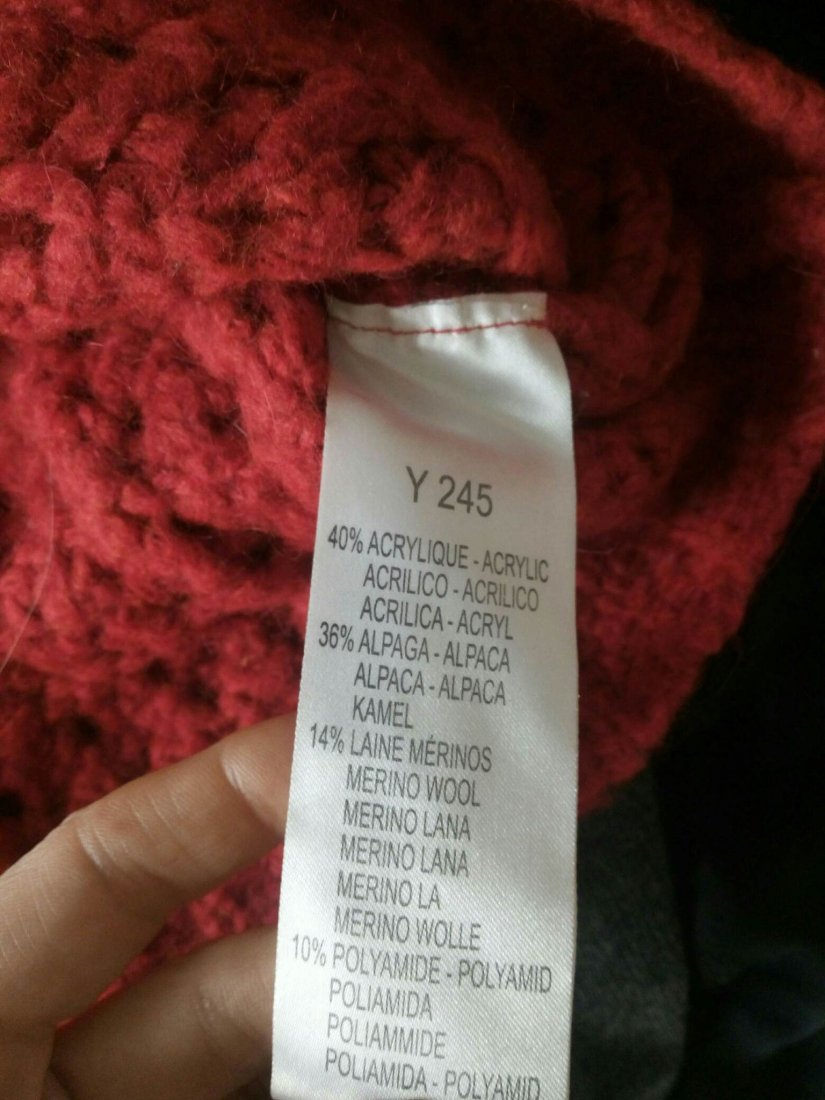 Y 245
40% ACRYLIQUE - ACRYLIC
ACRILICO - ACRILICO
ACRILICA - ACRYL
36% ALPAGA - ALPACA
ALPACA - ALPACA
KAMEL
14% LAINE MÉRINOS
MERINO WOOL
MERINO LANA
MERINO LANA
MERINO LA
MERINO WOLLE
10% POLYAMIDE - POLYAMID
POLIAMIDA
POLIAMMIDE
POLIAMIDA - POLYAMID